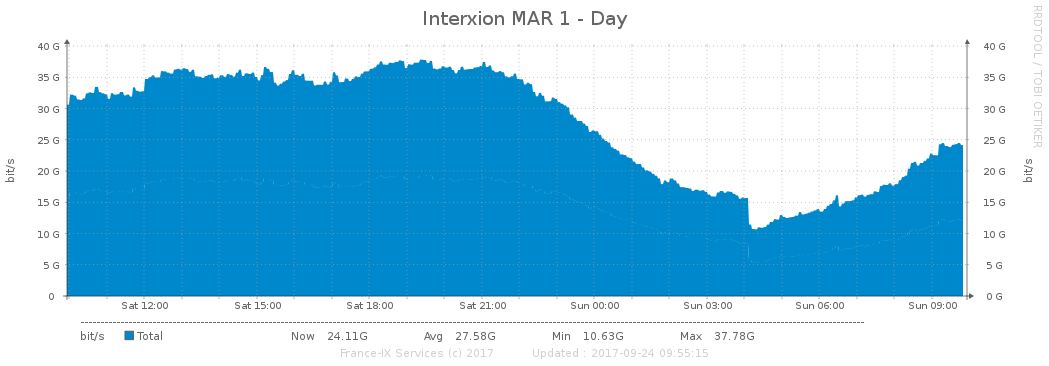 Interxion MAR 1 - Day
RRDTOOL / TOBI OETIKER
bit/s
bit/s
40 G 40 G
35 G 35 G
30 G 30 G
25 G 25 G
20 G 20 G
15 G 15 G
10 G 10 G
5 G 5 G
0 0 G
Sat 12:00 Sat 15:00 Sat 18:00 Sat 21:00 Sun 00:00 Sun 03:00 Sun 06:00 Sun 09:00
bit/s Total Now 24.11G Avg 27.58G Min 10.63G Max 37.78G
France-IX Services (c) 2017 Updated : 2017-09-24 09:55:15